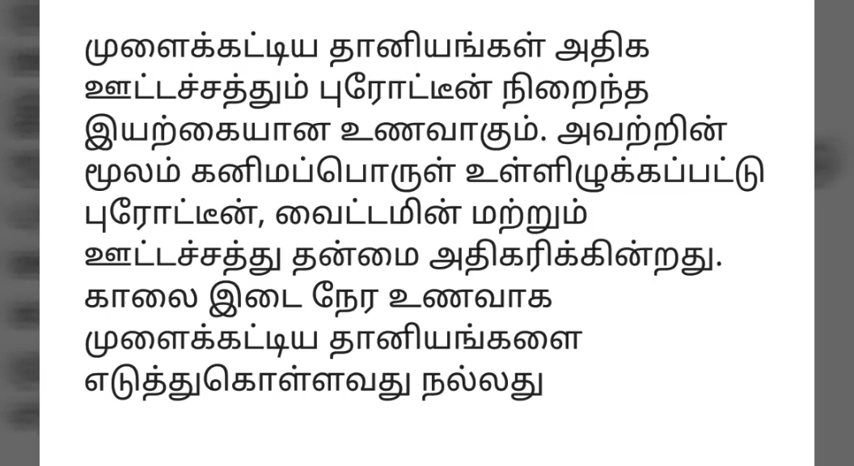 முளைக்கட்டிய தானியங்கள் அதிக
ஊட்டச்சத்தும் புரோட்டீன் நிறைந்த
இயற்கையான உணவாகும். அவற்றின்
மூலம் கனிமப்பொருள் உள்ளிழுக்கப்பட்டு
புரோட்டீன், வைட்டமின் மற்றும்
ஊட்டச்சத்து தன்மை அதிகரிக்கின்றது.
காலை இடை நேர உணவாக
முளைக்கட்டிய தானியங்களை
எடுத்துகொள்ளவது நல்லது